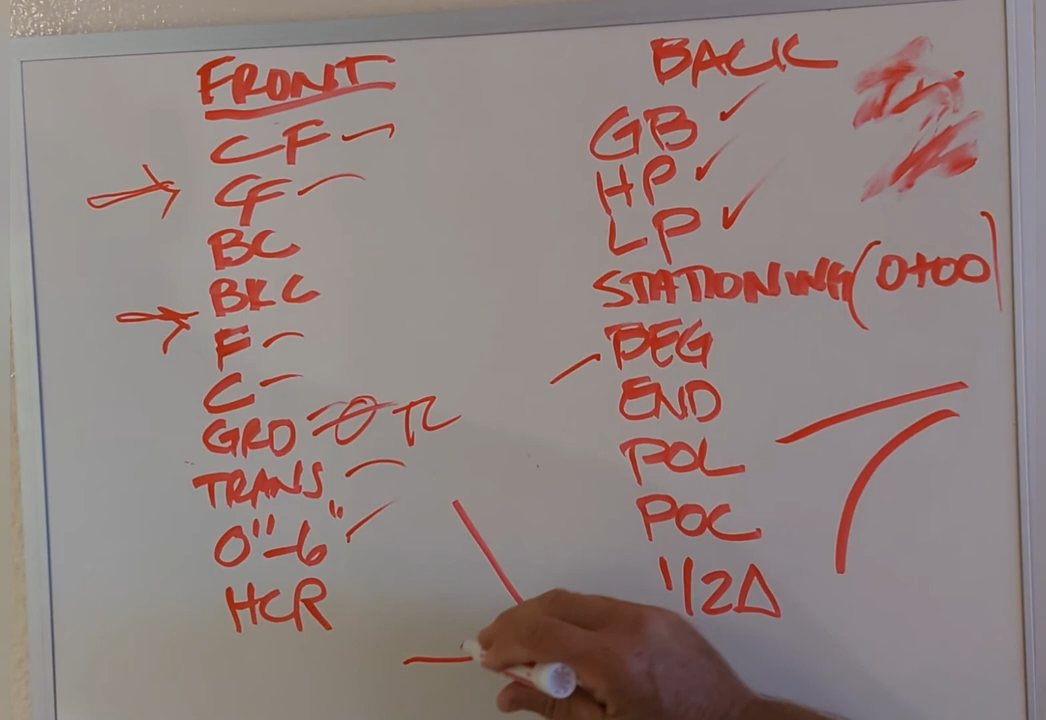 FRONT
CF
CF
BC
BKC
F
C
GRD TC
TRANS
0"-6"
HCR
BACK
GB
HP
LP
STATIONING (0+00)
BEG
END
POL
POC
1/2Δ